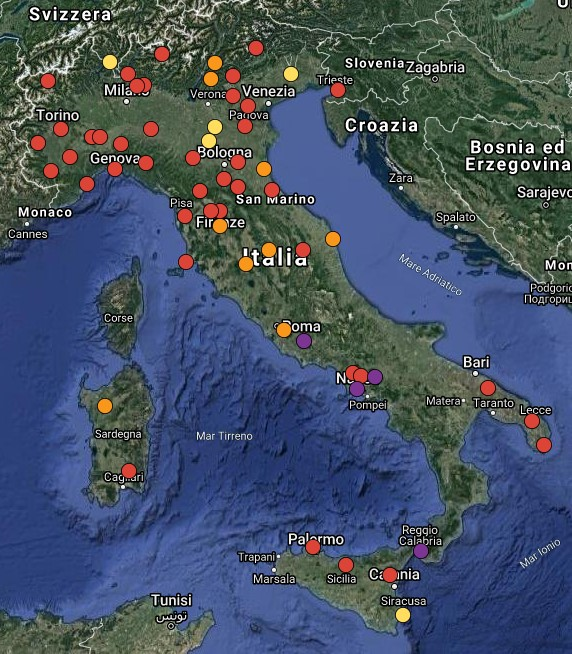 Svizzera
Slovenia
Zagabria
Trieste
Verona
Venezia
Torino
Padova
Croazia
Genova
Bologna
Bosnia ed
Erzegovina
Zara
Sarajevo
Pisa
San Marino
Monaco
Cannes
Firenze
Spalato
Italia
Mare Adriatico
Mon
Podgoric
Подгориц
Corse
Roma
Bari
Pompei
Matera
Taranto
Lecce
Sardegna
Mar Tirreno
Cagliari
Reggio
Calabria
Palermo
Mar Ionio
Trapani
Marsala
Sicilia
Catania
Tunisi
تونس
Siracusa